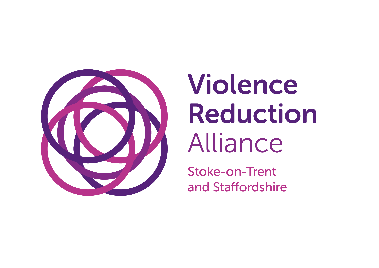 Violence
Reduction
Alliance
Stoke-on-Trent
and Staffordshire